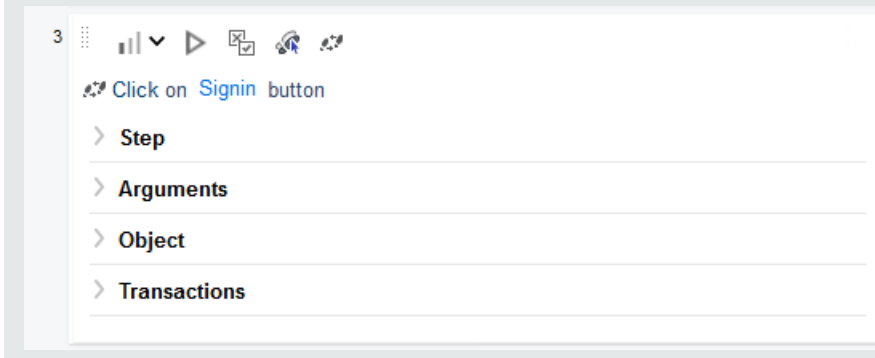 3
Click on Signin button
Step
Arguments
Object
Transactions